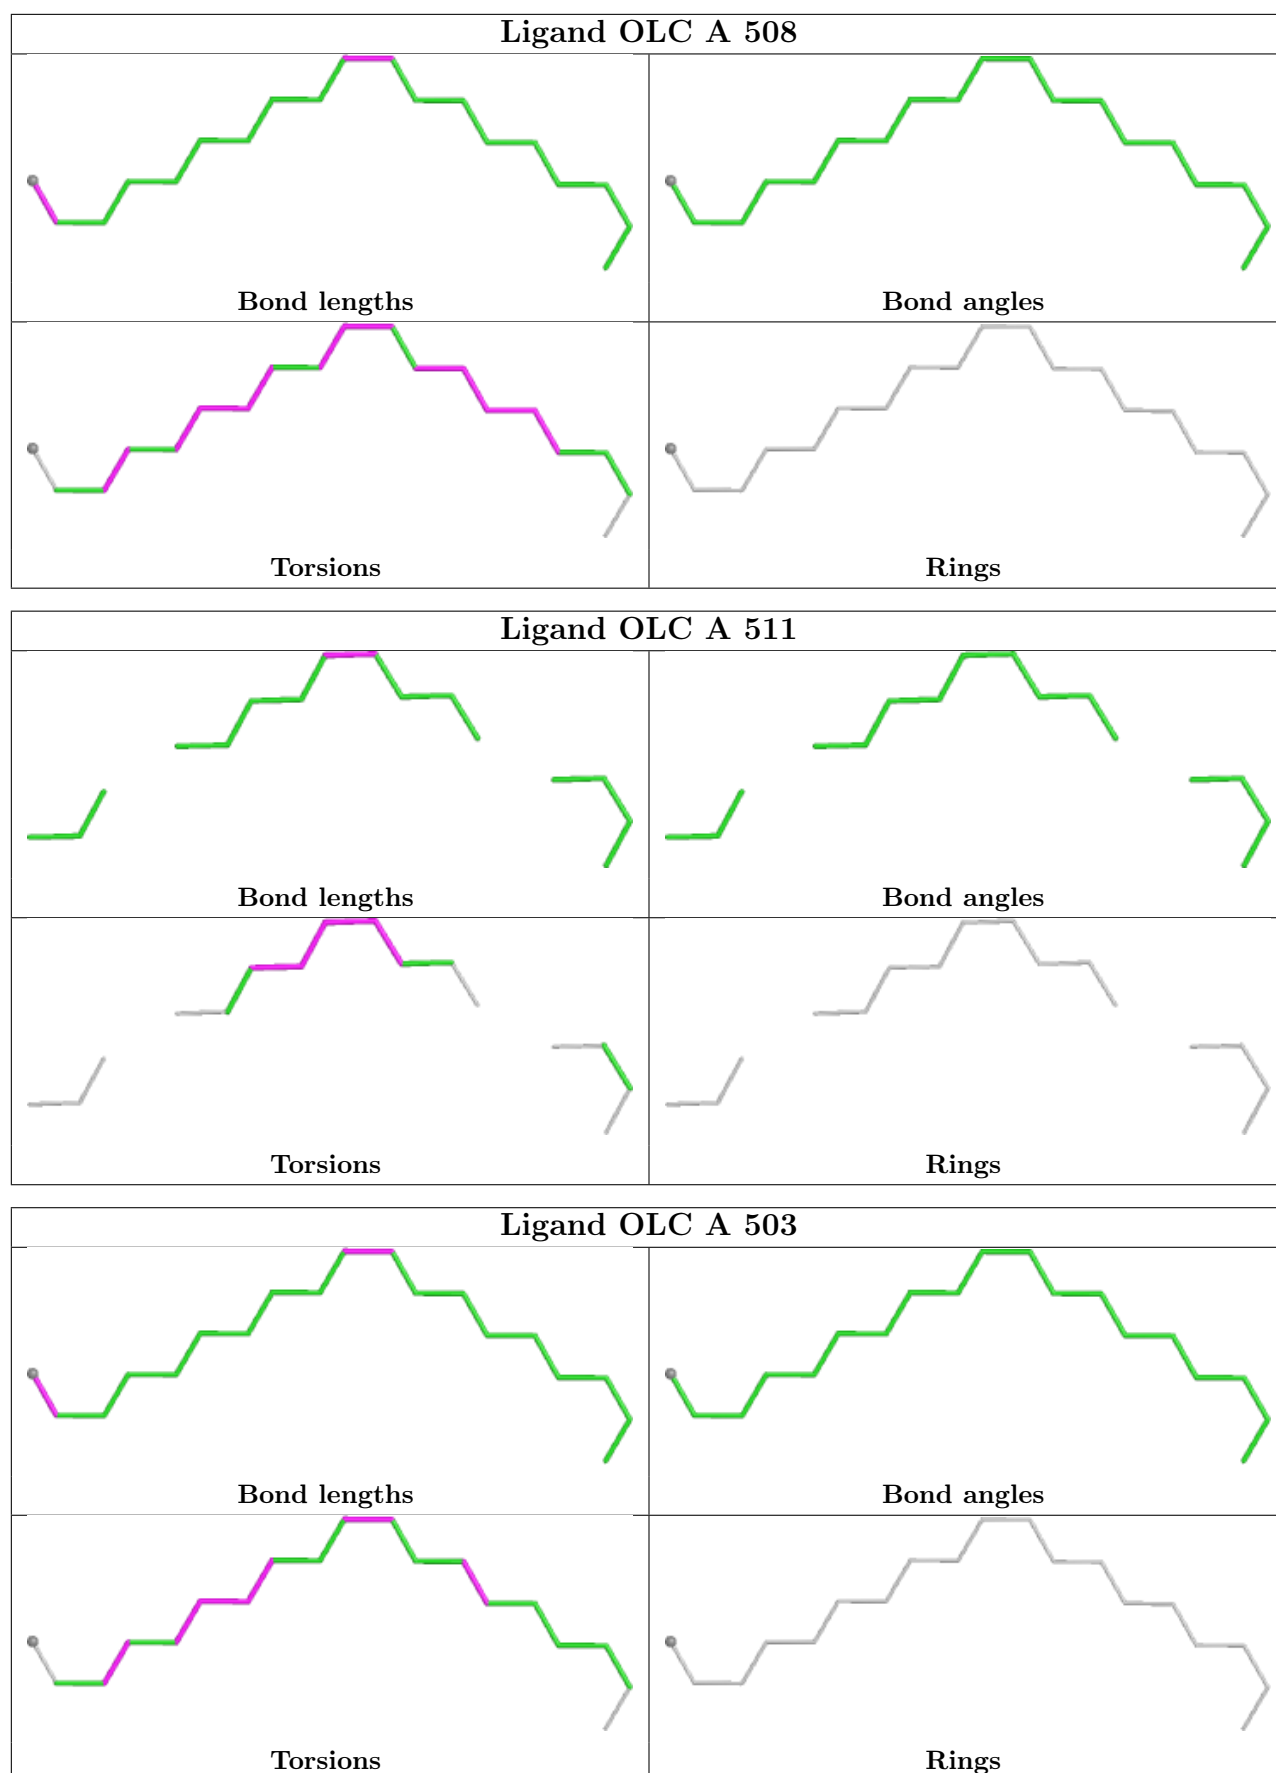 Ligand OLC A 508
Bond lengths
Bond angles
Torsions
Rings
Ligand OLC A 511
Bond lengths
Bond angles
Torsions
Rings
Ligand OLC A 503
Bond lengths
Bond angles
Torsions
Rings